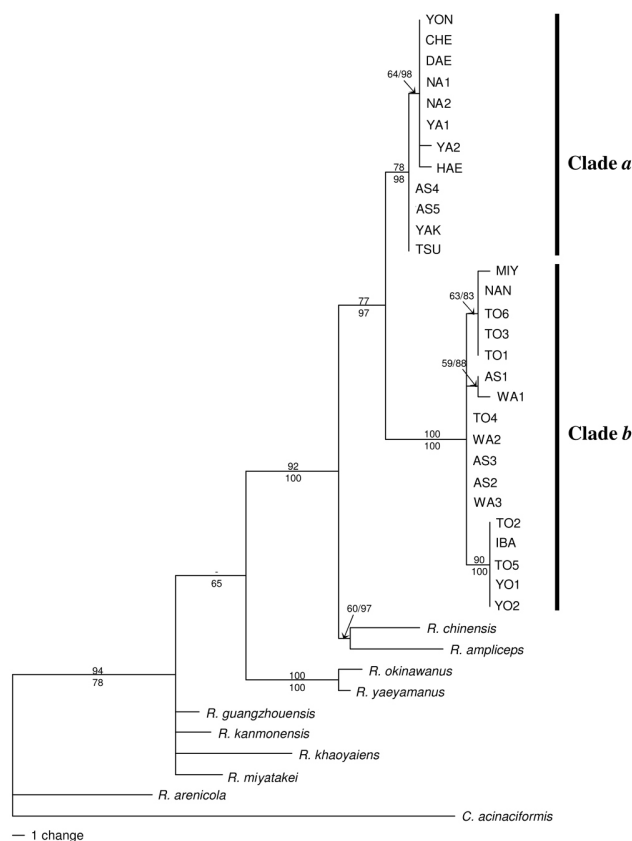 YON
CHE
DAE
64/98
NA1
NA2
YA1
YA2
Clade a
78
HAE
98
AS4
AS5
YAK
TSU
MIY
63/83
NAN
77
TO6
97
TO3
TO1
59/88
AS1
WA1
TO4
100
WA2
Clade b
100
AS3
92
AS2
100
WA3
TO2
IBA
90
TO5
100
-
YO1
65
YO2
60/97
R. chinensis
R. ampliceps
94
100
R. okinawanus
78
100
R. yaeyamanus
R. guangzhouensis
R. kanmonensis
R. khaoyaiens
R. miyatakei
R. arenicola
C. acinaciformis
1 change